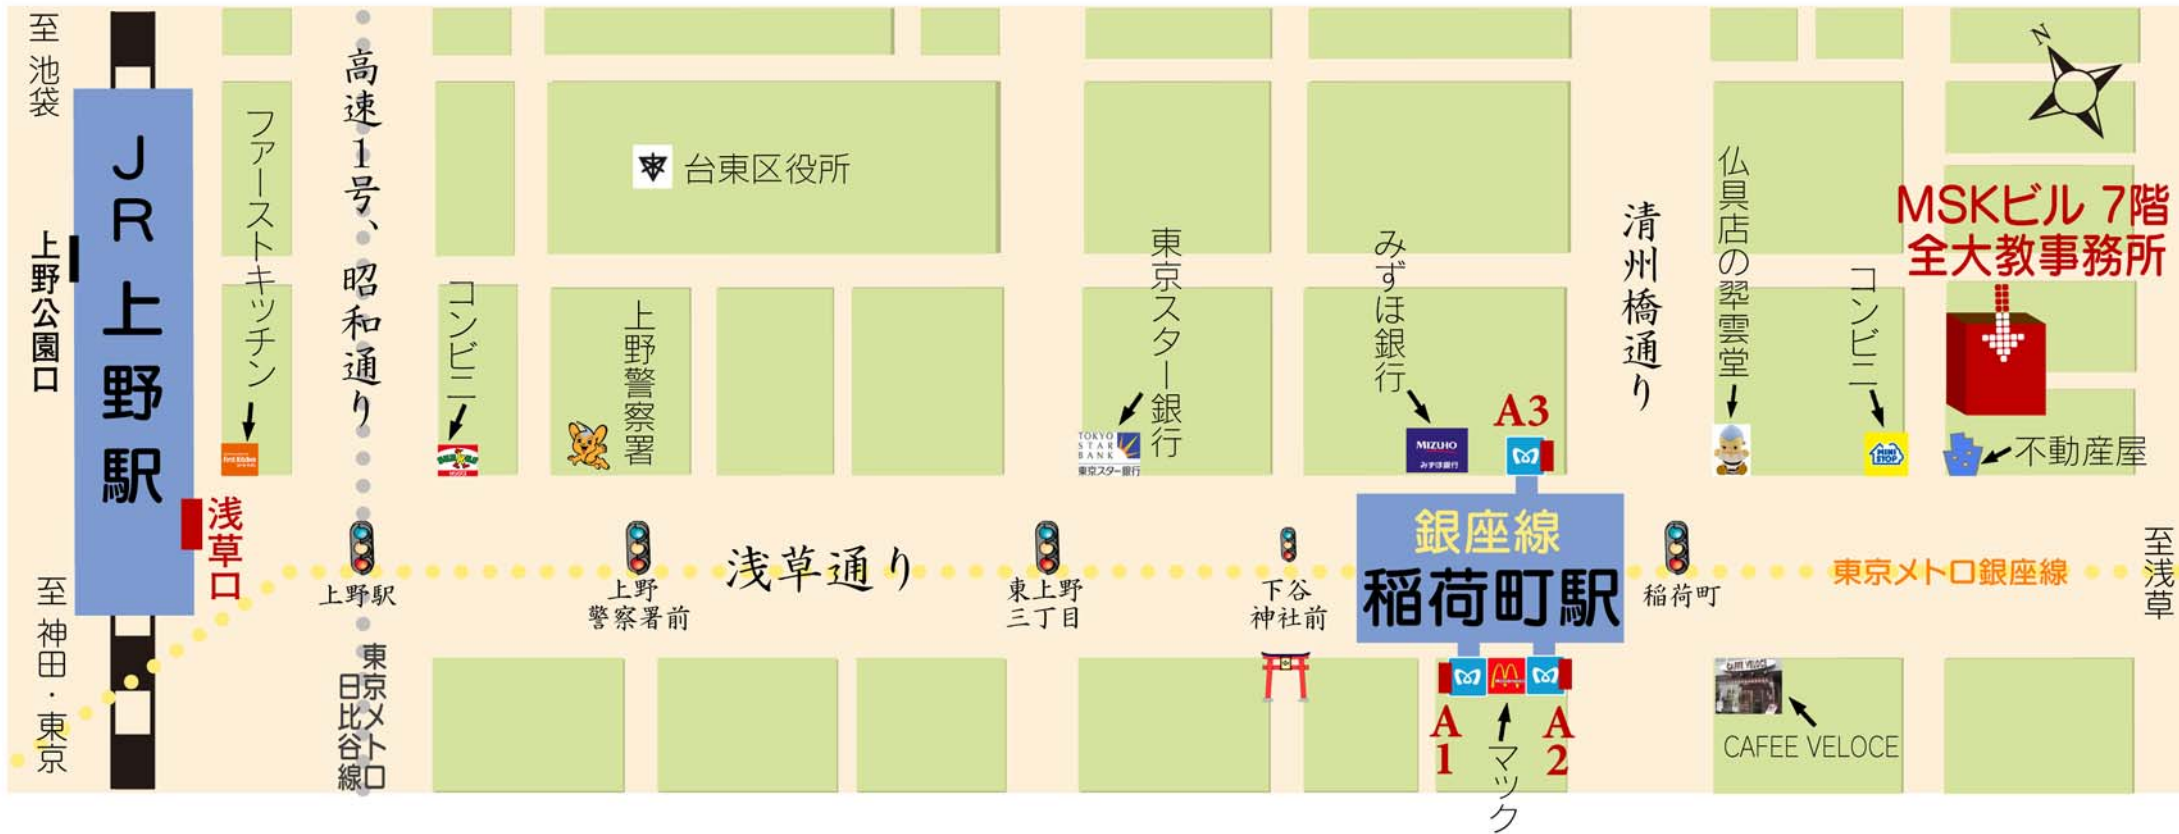 至池袋
JR上野駅
上野公園口
浅草口
至神田・東京
ファーストキッチン
First Kitchen
高速1号、昭和通り
上野駅
東京メトロ
日比谷線
コンビニ
台東区役所
上野警察署
上野
警察署前
浅草通り
東上野
三丁目
東京スター銀行
TOKYO
STAR
BANK
東京スター銀行
みずほ銀行
MIZUHO
みずほ銀行
A3
下谷
神社前
銀座線
稲荷町駅
A1
マック
A2
清州橋通り
稲荷町
仏具店の翠雲堂
コンビニ
MINI
STOP
MSKビル 7階
全大教事務所
不動産屋
東京メトロ銀座線
至浅草
CAFEE VELOCE
N